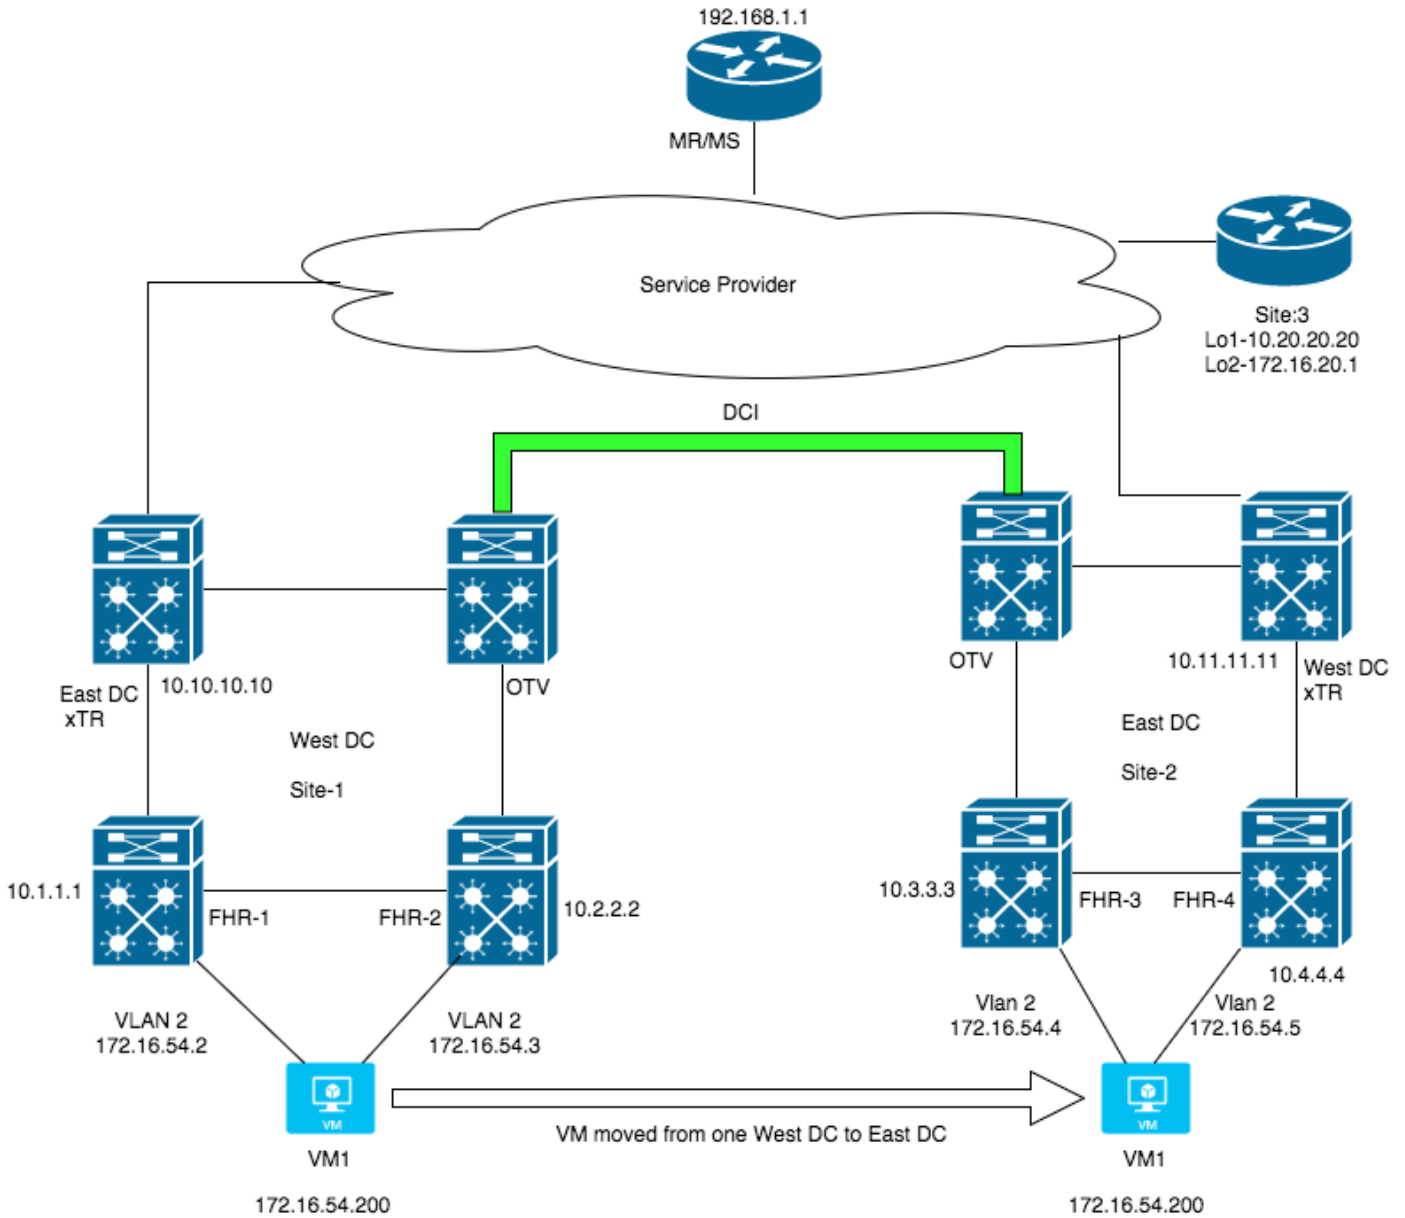 192.168.1.1
MR/MS
Service Provider
Site:3
Lo1-10.20.20.20
Lo2-172.16.20.1
DCI
East DC
xTR
10.10.10.10
OTV
West DC
Site-1
OTV
10.11.11.11
West DC
xTR
East DC
Site-2
10.1.1.1
FHR-1
FHR-2
10.2.2.2
10.3.3.3
FHR-3
FHR-4
10.4.4.4
VLAN 2
172.16.54.2
VLAN 2
172.16.54.3
Vlan 2
172.16.54.4
Vlan 2
172.16.54.5
VM
VM
VM moved from one West DC to East DC
VM1
172.16.54.200
VM1
172.16.54.200